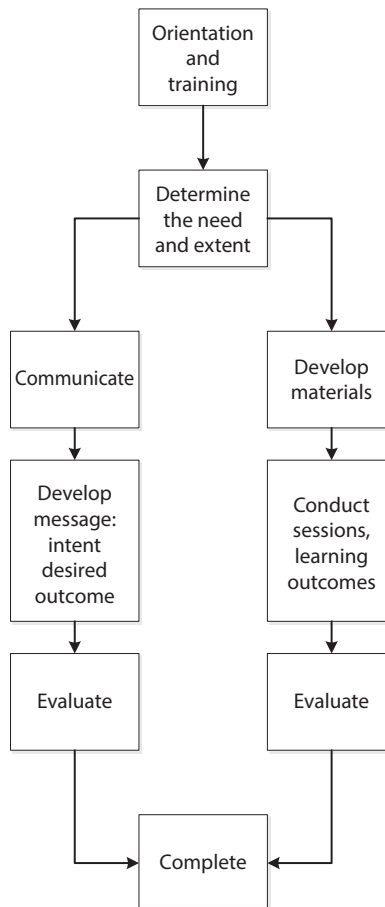 Orientation
and
training
Determine
the need
and extent
Communicate
Develop
materials
Develop
message:
intent
desired
outcome
Conduct
sessions,
learning
outcomes
Evaluate
Evaluate
Complete